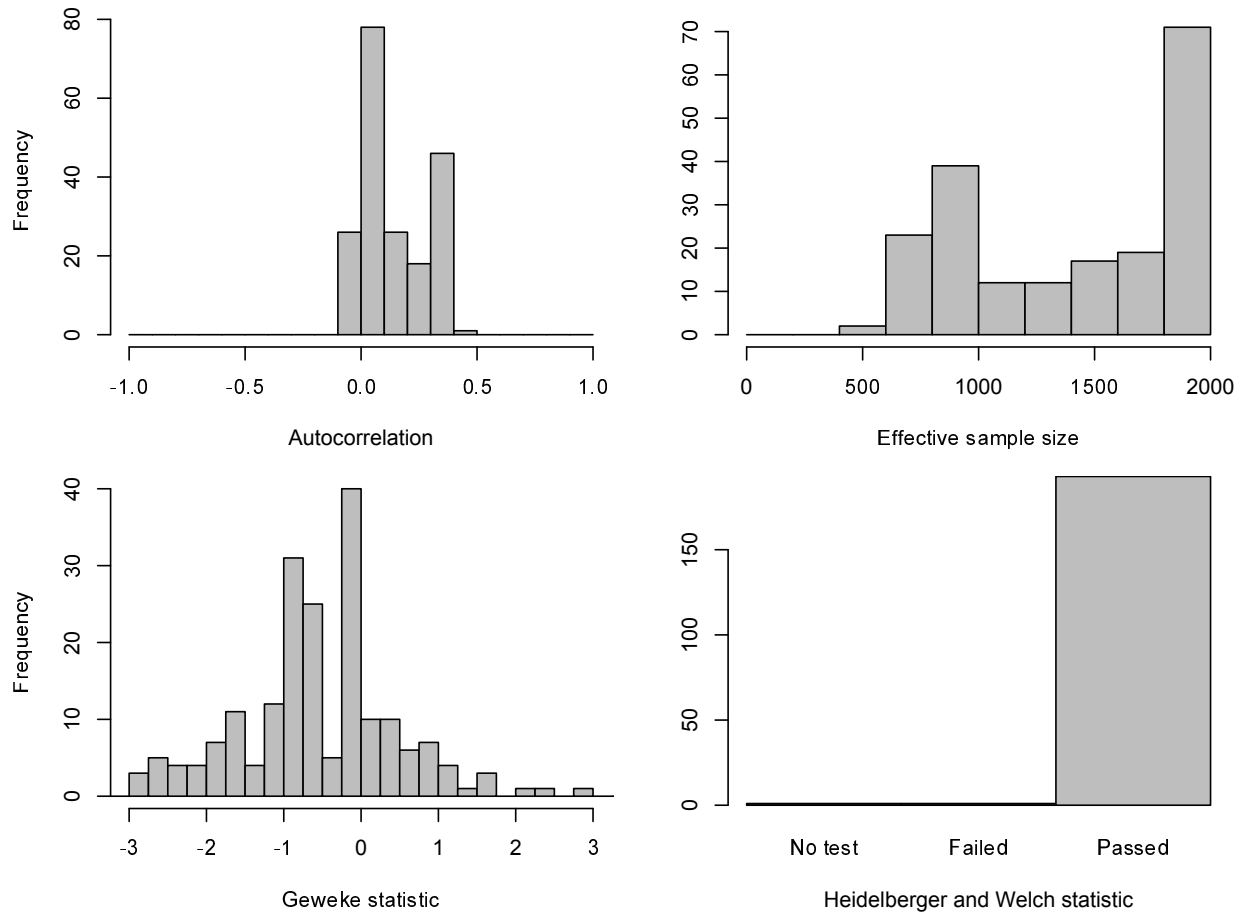 80
60
40
20
0
Frequency
-1.0 -0.5 0.0 0.5 1.0
Autocorrelation
70
60
50
40
30
20
10
0
0 500 1000 1500 2000
Effective sample size
40
30
20
10
0
Frequency
-3 -2 -1 0 1 2 3
Geweke statistic
150
100
50
0
No test Failed Passed
Heidelberger and Welch statistic